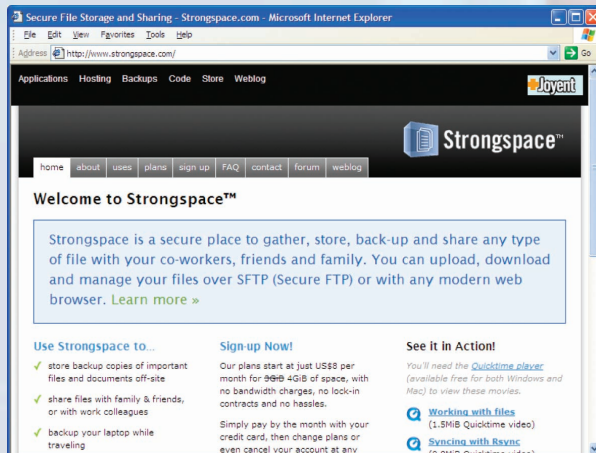 Secure File Storage and Sharing - Strongspace.com - Microsoft Internet Explorer
File Edit View Favorites Tools Help
Address http://www.strongspace.com/ Go
Applications Hosting Backups Code Store Weblog
Joyent
Strongspace™
home about uses plans sign up FAQ contact forum weblog
Welcome to Strongspace™
Strongspace is a secure place to gather, store, back-up and share any type
of file with your co-workers, friends and family. You can upload, download
and manage your files over SFTP (Secure FTP) or with any modern web
browser. Learn more »
Use Strongspace to...
store backup copies of important
files and documents off-site
share files with family & friends,
or with work colleagues
backup your laptop while
traveling
Sign-up Now!
Our plans start at just US$8 per
month for 3GiB 4GiB of space, with
no bandwidth charges, no lock-in
contracts and no hassles.
Simply pay by the month with your
credit card, then change plans or
even cancel your account at any
See it in Action!
You'll need the Quicktime player
(available free for both Windows and
Mac) to view these movies.
Working with files
(1.5MiB Quicktime video)
Syncing with Rsync
Quicktime video)